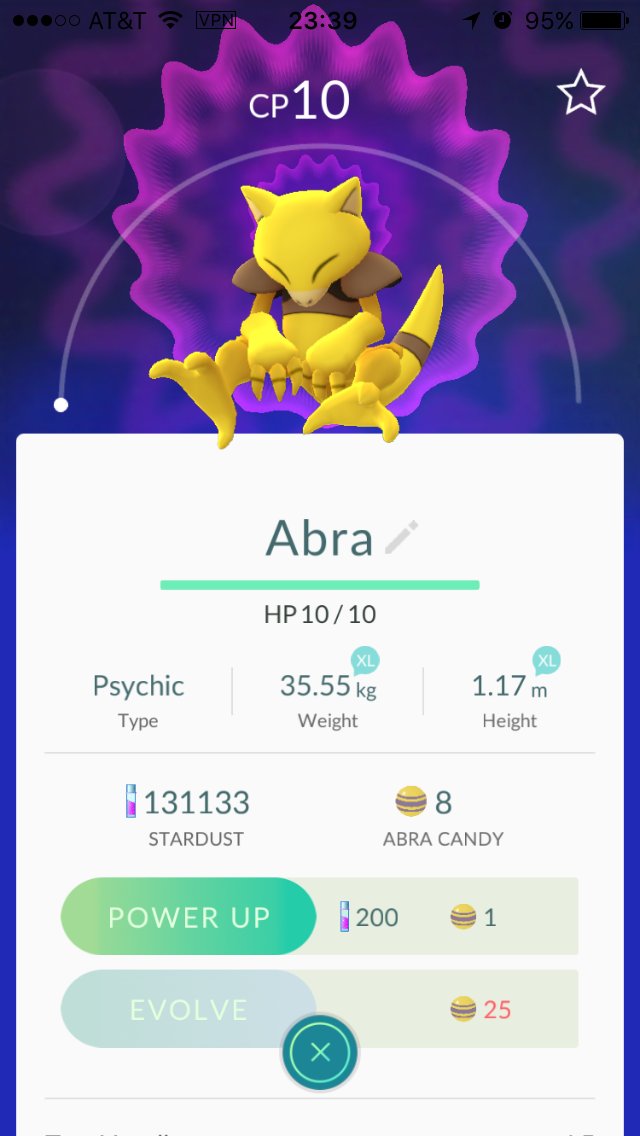 AT&T VPN 23:39 95%
CP10
Abra
HP 10 / 10
XL XL
Psychic 35.55 kg 1.17 m
Type Weight Height
131133 8
STARDUST ABRA CANDY
POWER UP 200 1
EVOLVE 25